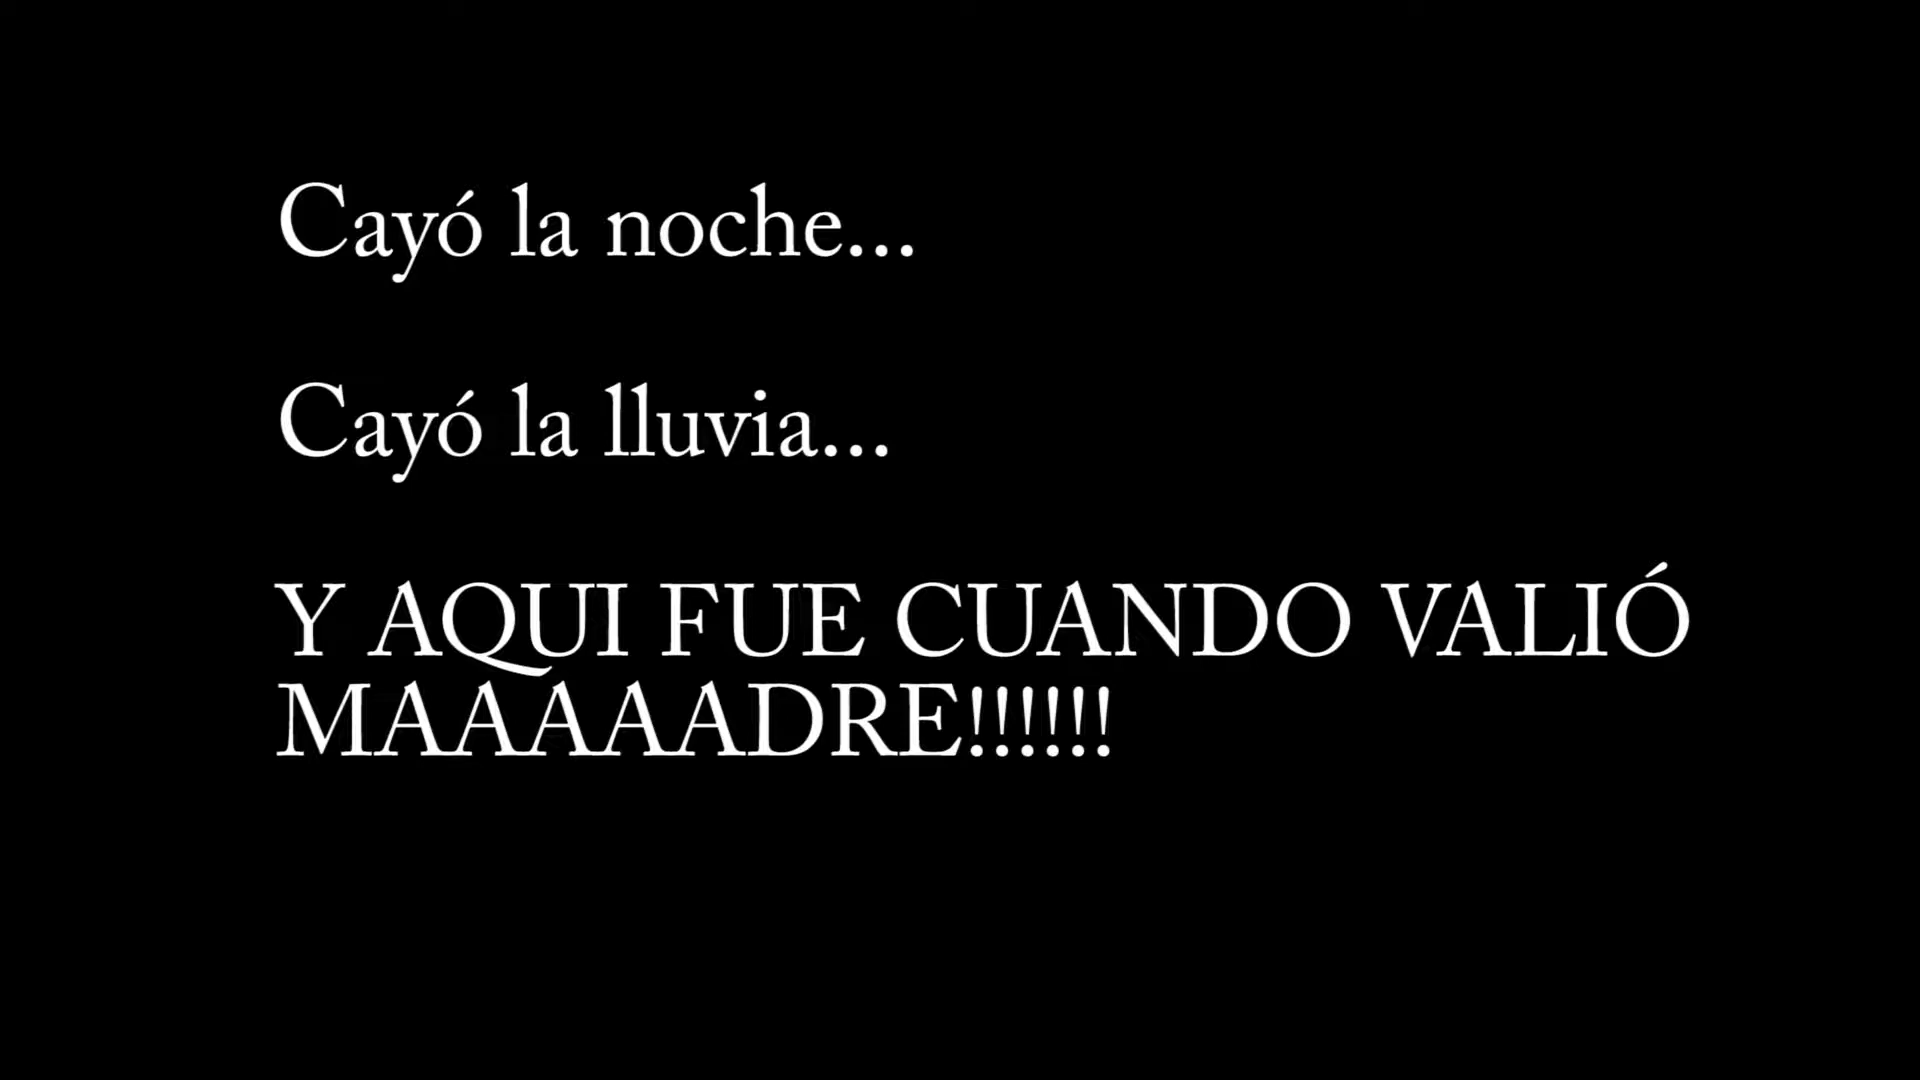 Cayó la noche...
Cayó la lluvia...
Y AQUI FUE CUANDO VALIÓ
MAAAAADRE!!!!!!